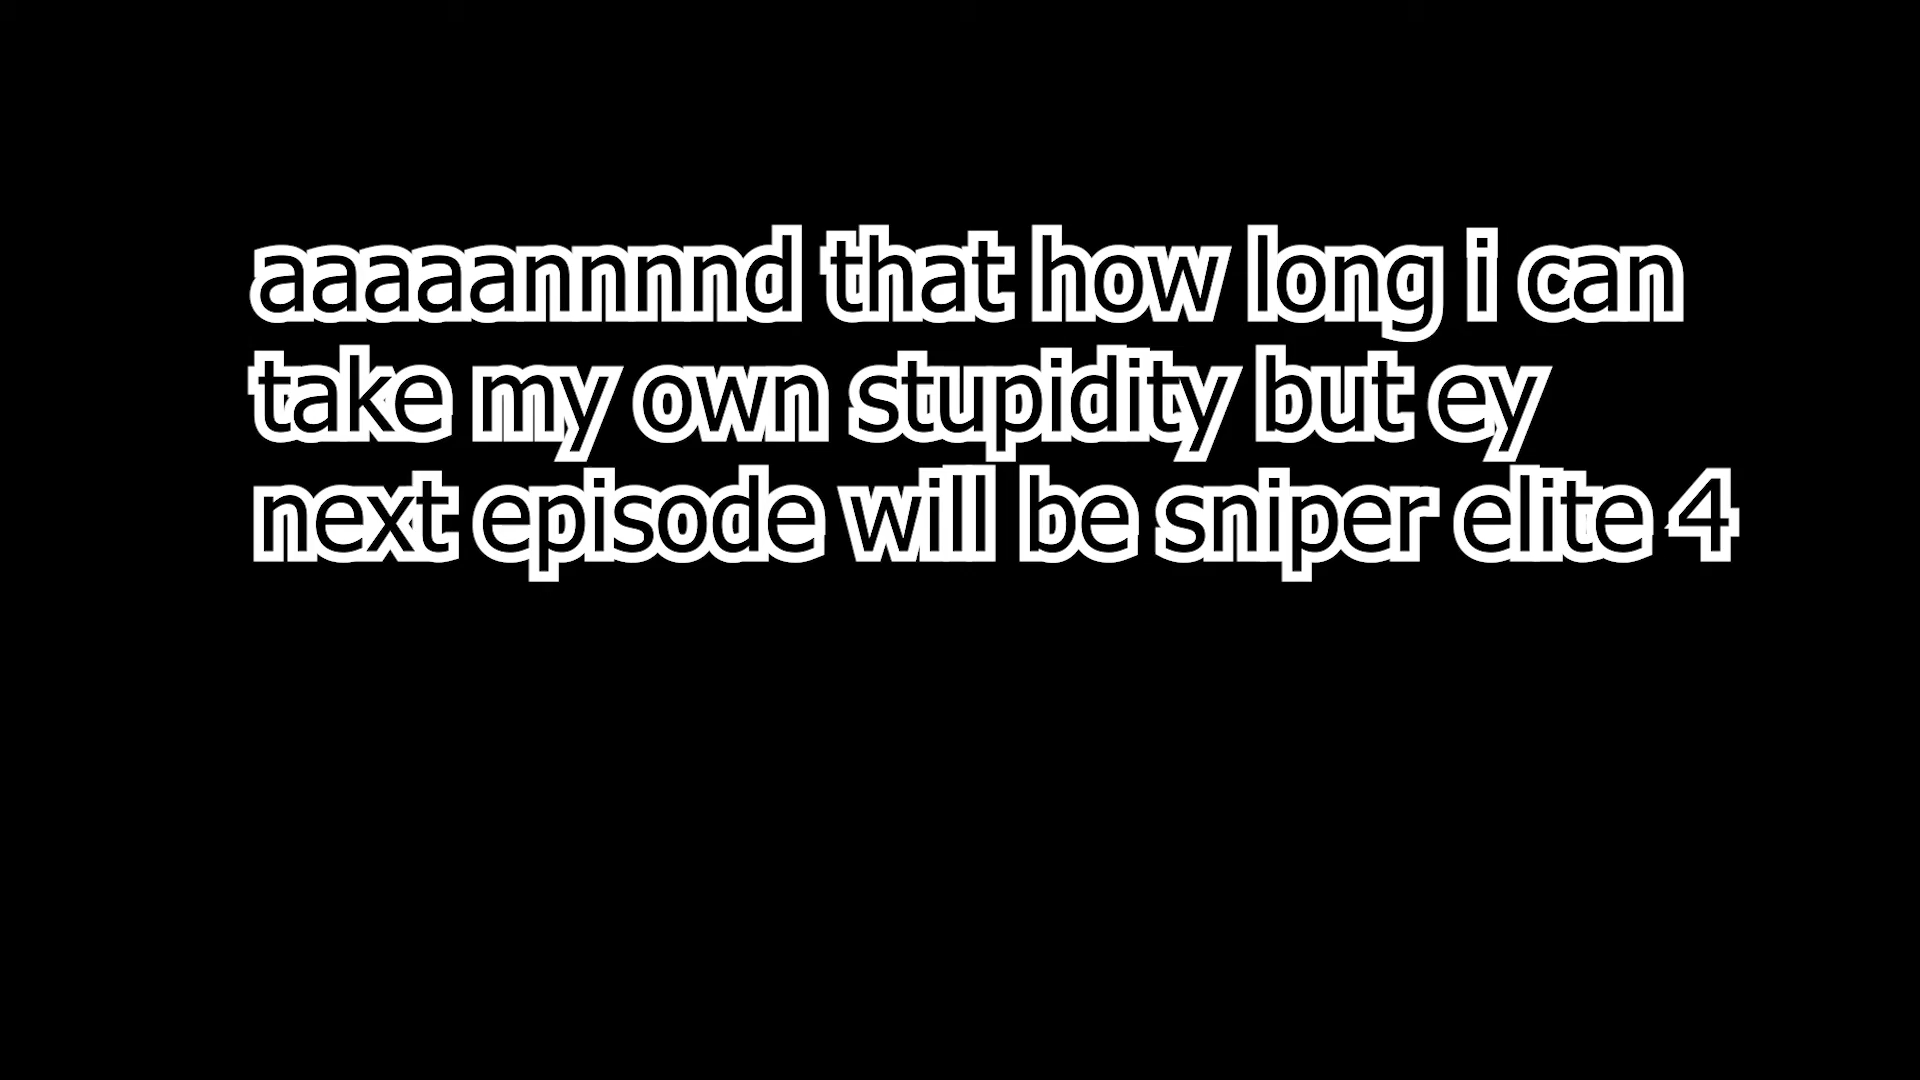 aaaaannnnd that how long i can
take my own stupidity but ey
next episode will be sniper elite 4